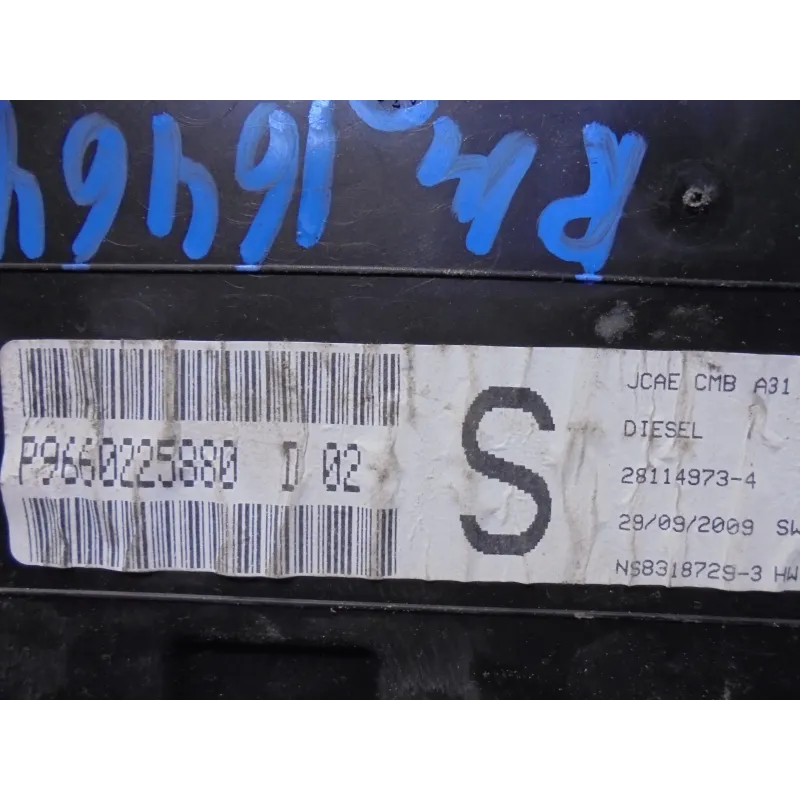 P9660225880 D 02
S
JCAE CMB A31
DIESEL
28114973-4
29/09/2009 SW
NS8318729-3 HW